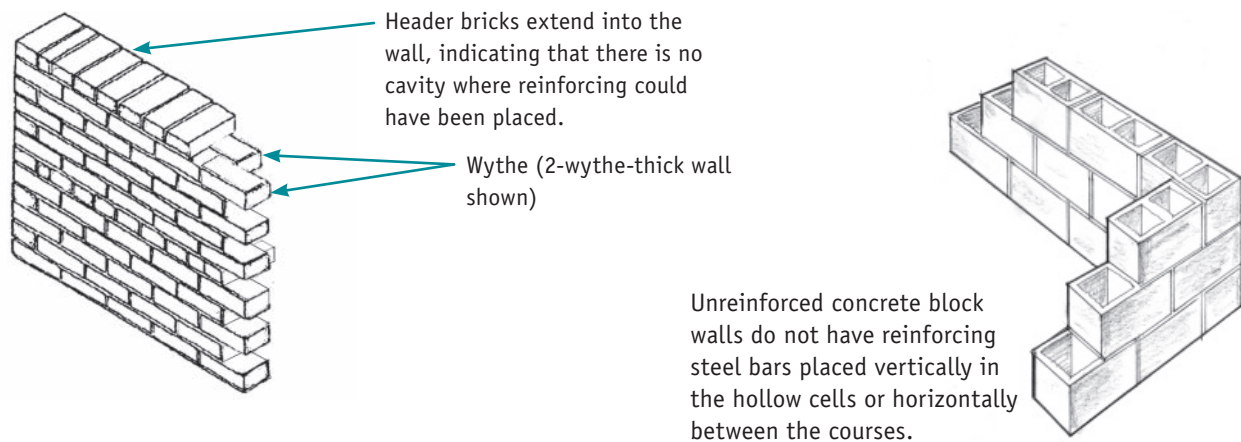 Header bricks extend into the
wall, indicating that there is no
cavity where reinforcing could
have been placed.
Wythe (2-wythe-thick wall
shown)
Unreinforced concrete block
walls do not have reinforcing
steel bars placed vertically in
the hollow cells or horizontally
between the courses.